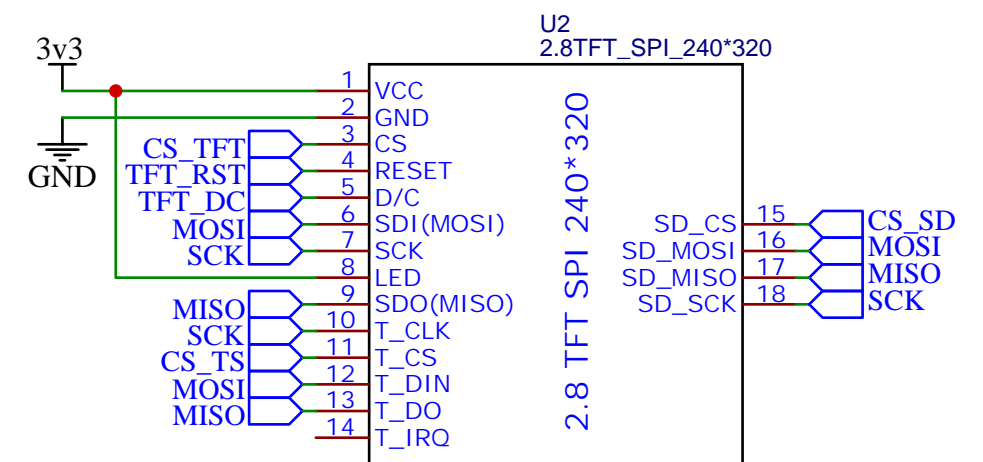 U2
2.8TFT_SPI_240*320
3v3
GND
1 VCC
2 GND
CS_TFT 3 CS
TFT_RST 4 RESET
TFT_DC 5 D/C
MOSI 6 SDI(MOSI)
SCK 7 SCK
8 LED
MISO 9 SDO(MISO)
SCK 10 T_CLK
CS_TS 11 T_CS
MOSI 12 T_DIN
MISO 13 T_DO
14 T_IRQ
2.8 TFT SPI 240*320
SD_CS 15 CS_SD
SD_MOSI 16 MOSI
SD_MISO 17 MISO
SD_SCK 18 SCK